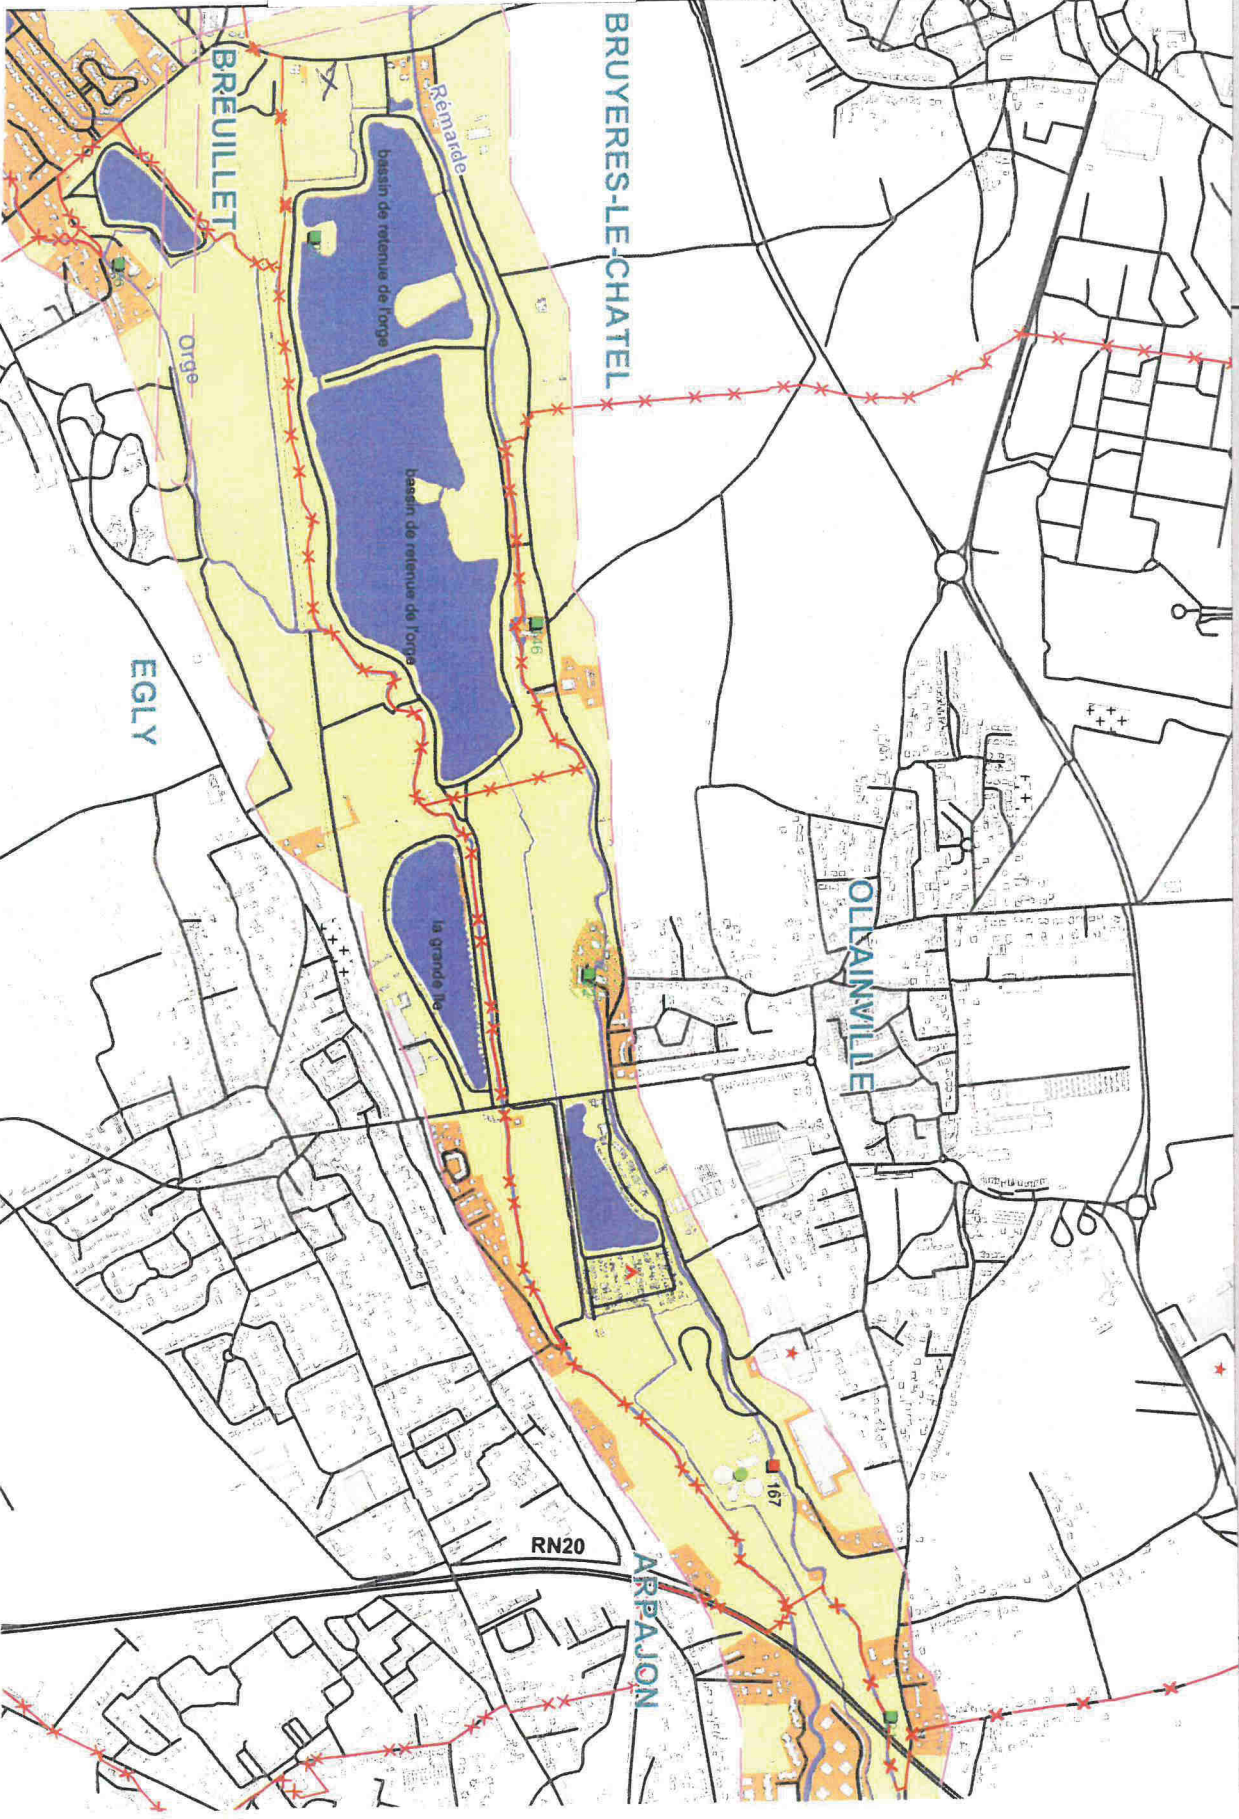 BRUYERES-LE-CHATEL
BREUILLET
Rémarde
bassin de retenue de l'orge
bassin de retenue de l'orge
Orge
EGLY
OLLAINVILLE
la grande île
167
RN20
ARPAJON